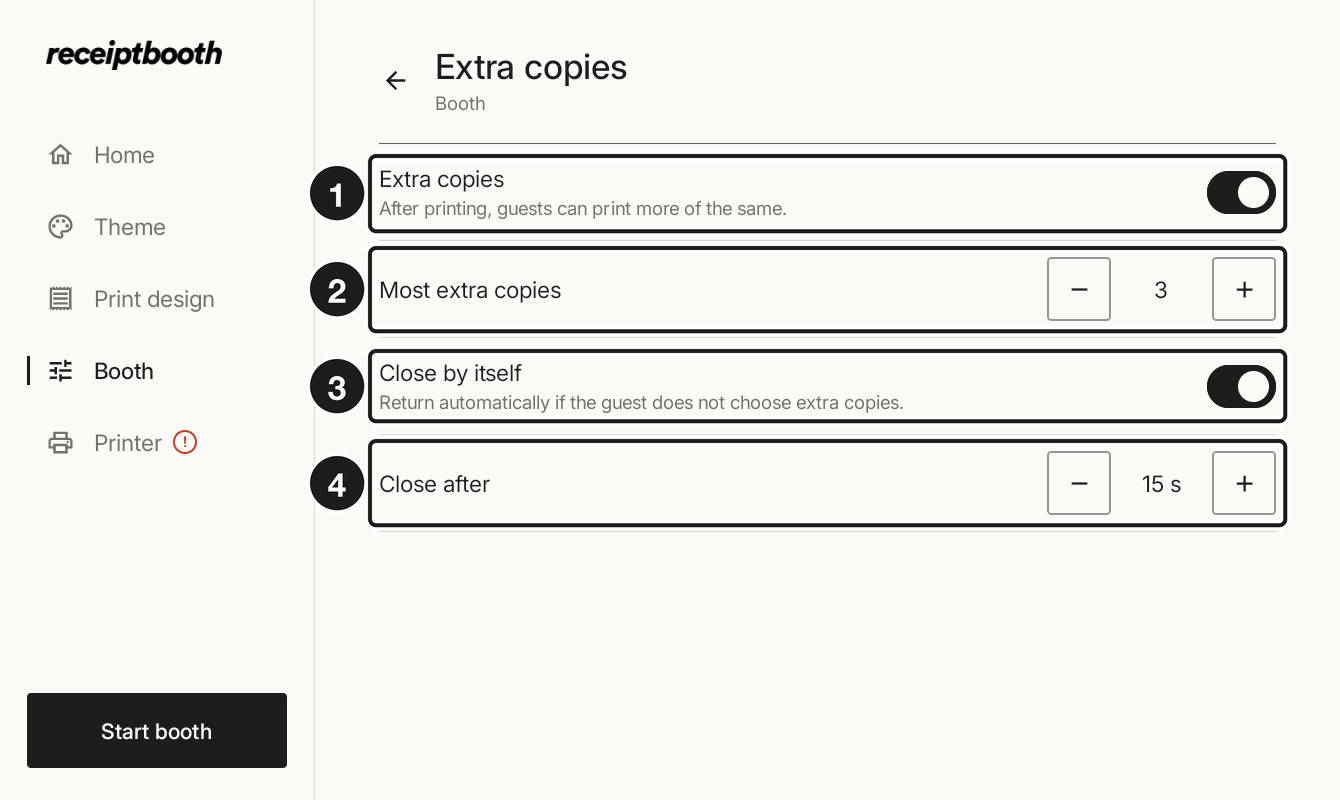 receiptbooth
Home
Theme
Print design
Booth
Printer
Start booth
Extra copies
Booth
1
Extra copies
After printing, guests can print more of the same.
2
Most extra copies
− 3 +
3
Close by itself
Return automatically if the guest does not choose extra copies.
4
Close after
− 15 s +